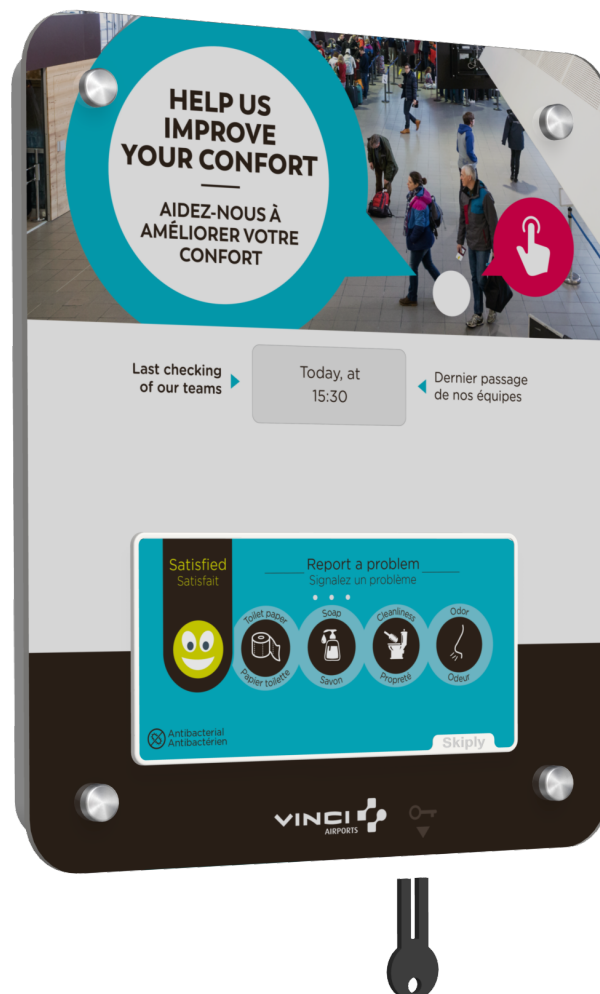 HELP US
IMPROVE
YOUR CONFORT
AIDEZ-NOUS À
AMÉLIORER VOTRE
CONFORT
Last checking
of our teams
Today, at
15:30
Dernier passage
de nos équipes
Satisfied
Satisfait
Report a problem
Signalez un problème
Toilet paper
Papier toilette
Soap
Savon
Cleanliness
Propreté
Odor
Odeur
Antibacterial
Antibactérien
Skiply
VINCI
AIRPORTS